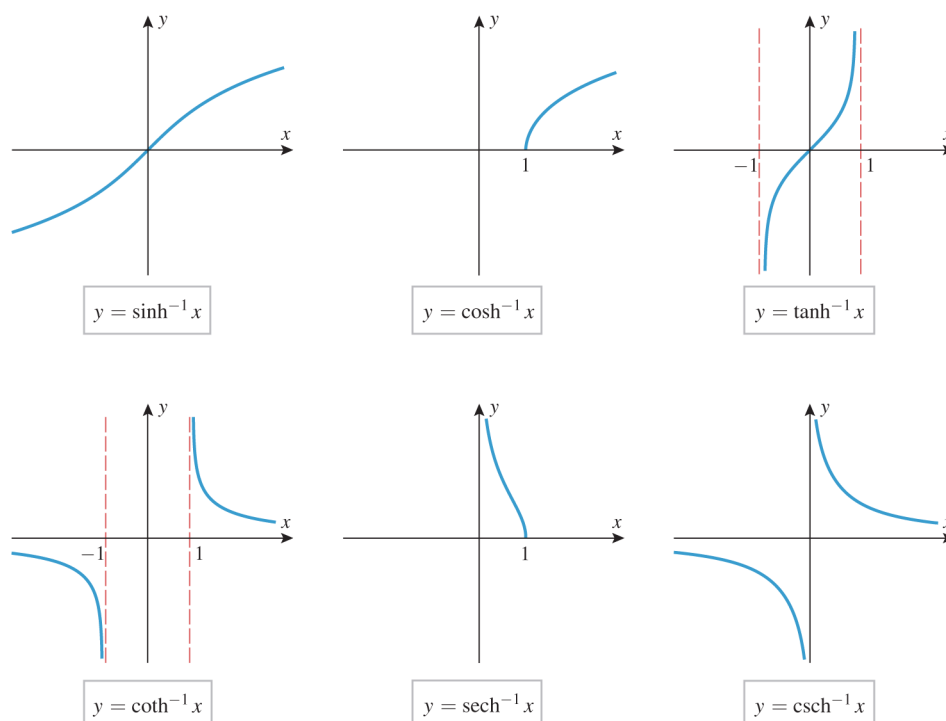 y y y
x x x
1 −1 1
y = sinh⁻¹ x y = cosh⁻¹ x y = tanh⁻¹ x
y y y
x x x
−1 1 1
y = coth⁻¹ x y = sech⁻¹ x y = csch⁻¹ x